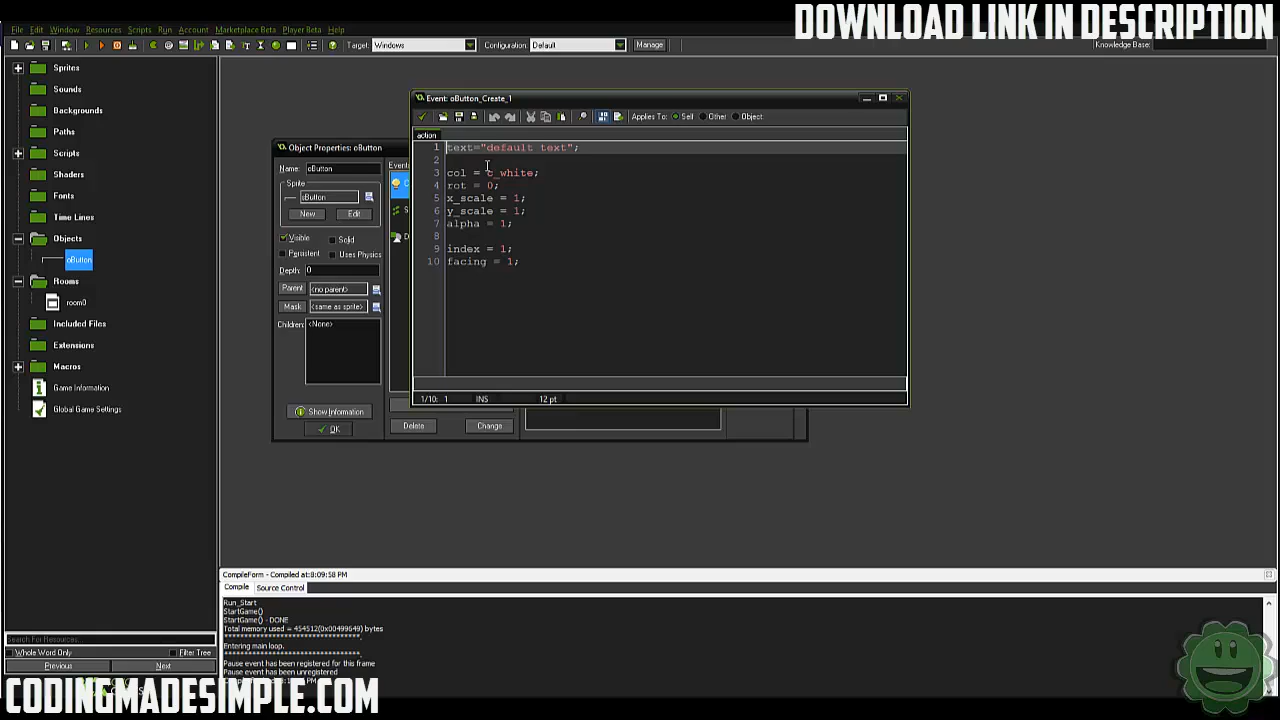 DOWNLOAD LINK IN DESCRIPTION
File Edit Window Resources Scripts Run Account Marketplace Beta Player Beta Help
Target: Windows Configuration: Default Manage Knowledge Base:
Sprites
Sounds
Backgrounds
Paths
Scripts
Shaders
Fonts
Time Lines
Objects
oButton
Rooms
room0
Included Files
Extensions
Macros
Game Information
Global Game Settings
Search For Resources...
Whole Word Only Filter Tree
Previous Next
Object Properties: oButton
Name: oButton
Sprite
oButton
New Edit
Visible Solid
Persistent Uses Physics
Depth: 0
Parent <no parent>
Mask <same as sprite>
Children: <None>
Show Information
OK
Delete Change
Event: oButton_Create_1
Applies To: Self Other Object
action
1 text="default text";
2
3 col = c_white;
4 rot = 0;
5 x_scale = 1;
6 y_scale = 1;
7 alpha = 1;
8
9 index = 1;
10 facing = 1;
1/10: 1 INS 12 pt
CompileForm - Compiled at:8:09:58 PM
Compile Source Control
Run_Start
StartGame()
StartGame() - DONE
Total memory used = 454512(0x00499649) bytes
**********************************.
Entering main loop.
**********************************.
Pause event has been registered for this frame
Pause event has been unregistered
CODINGMADESIMPLE.COM